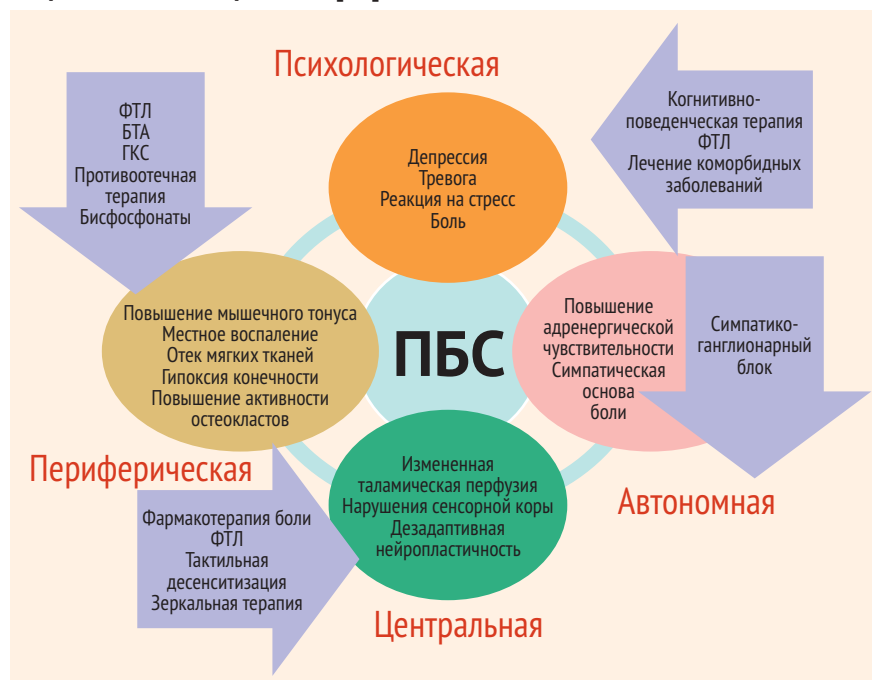 Психологическая
ФТЛ
БТА
ГКС
Противоотечная
терапия
Бисфосфонаты
Депрессия
Тревога
Реакция на стресс
Боль
Когнитивно-
поведенческая терапия
ФТЛ
Лечение коморбидных
заболеваний
Повышение мышечного тонуса
Местное воспаление
Отек мягких тканей
Гипоксия конечности
Повышение активности
остеокластов
ПБС
Повышение
адренергической
чувствительности
Симпатическая
основа
боли
Симпатико-
ганглионарный
блок
Периферическая
Фармакотерапия боли
ФТЛ
Тактильная
десенситизация
Зеркальная терапия
Измененная
таламическая перфузия
Нарушения сенсорной коры
Дезадаптивная
нейропластичность
Автономная
Центральная